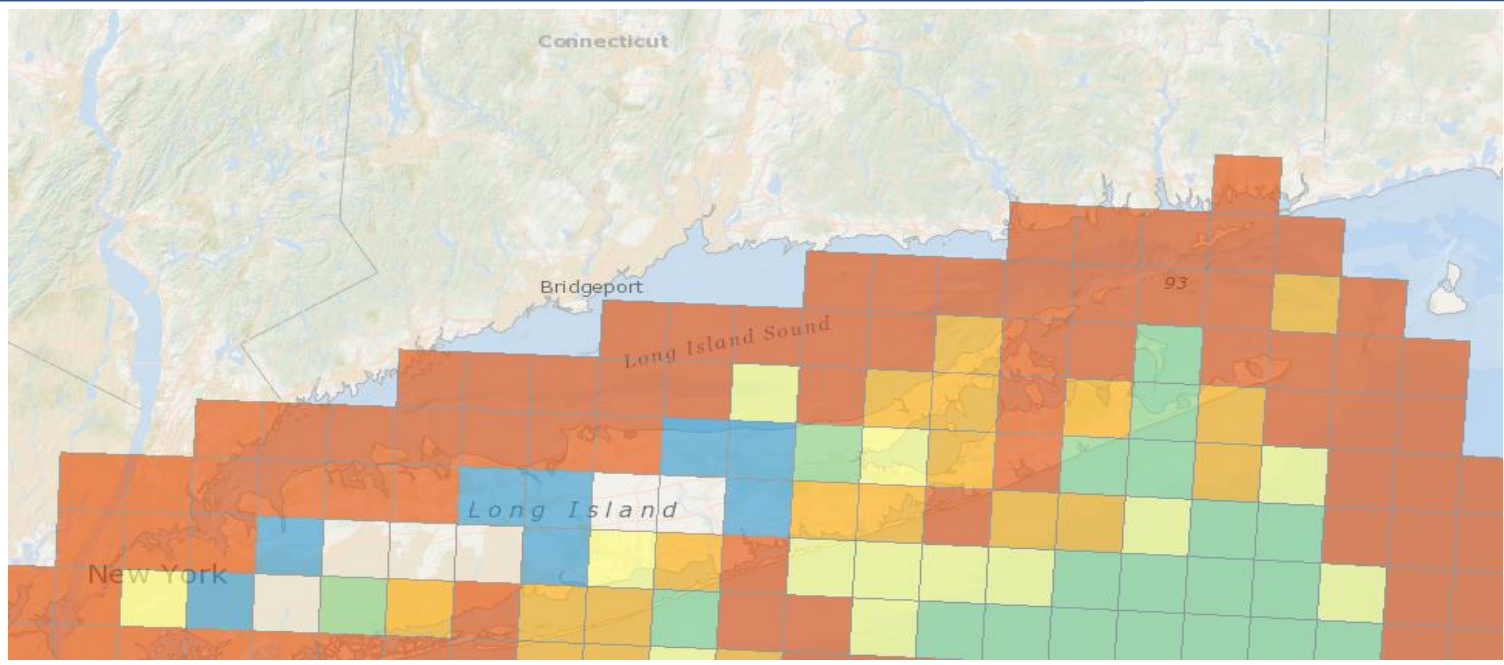 Connecticut
93
Bridgeport
Long Island Sound
Long Island
New York